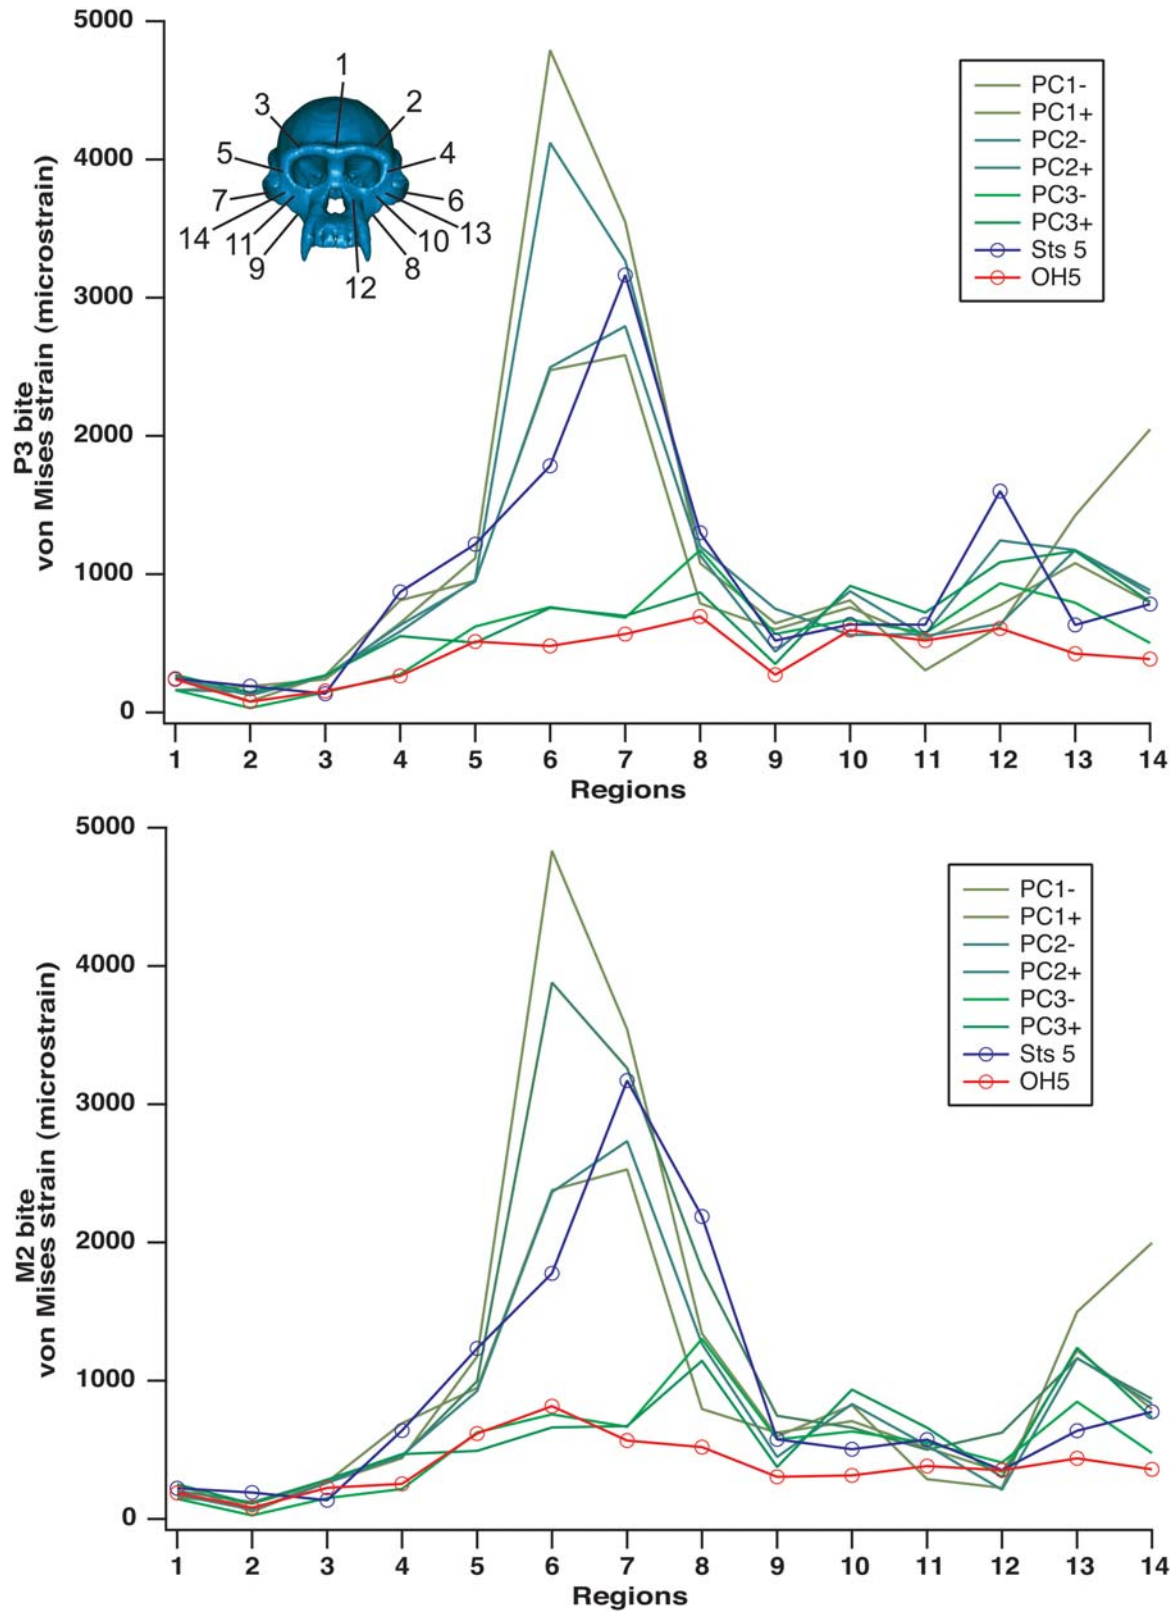 5000
4000
3000
2000
1000
0
P3 bite
von Mises strain (microstrain)
1
3
2
5
4
7
6
14
13
11
10
9
8
12
PC1-
PC1+
PC2-
PC2+
PC3-
PC3+
Sts 5
OH5
1 2 3 4 5 6 7 8 9 10 11 12 13 14
Regions
5000
4000
3000
2000
1000
0
M2 bite
von Mises strain (microstrain)
PC1-
PC1+
PC2-
PC2+
PC3-
PC3+
Sts 5
OH5
1 2 3 4 5 6 7 8 9 10 11 12 13 14
Regions